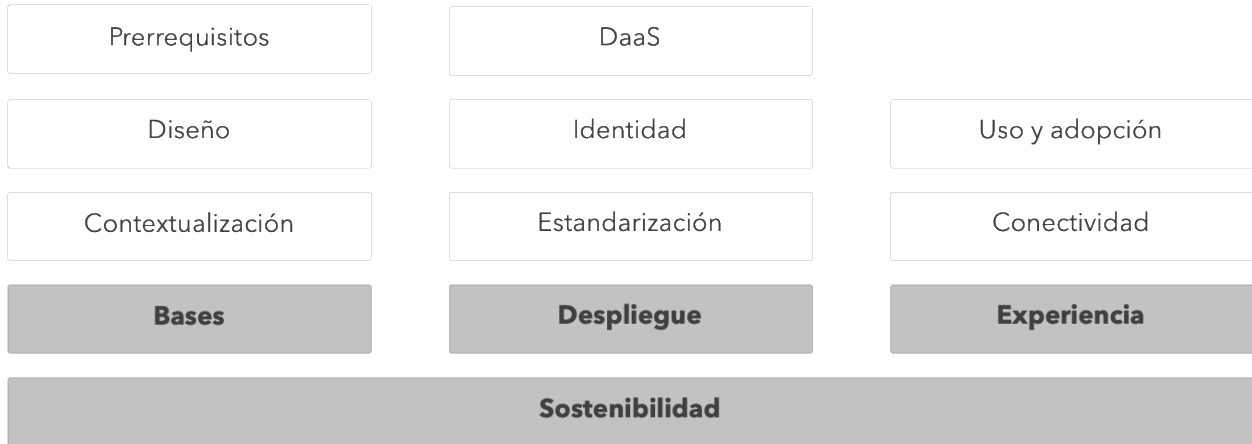 Prerrequisitos
DaaS
Diseño
Identidad
Uso y adopción
Contextualización
Estandarización
Conectividad
Bases
Despliegue
Experiencia
Sostenibilidad